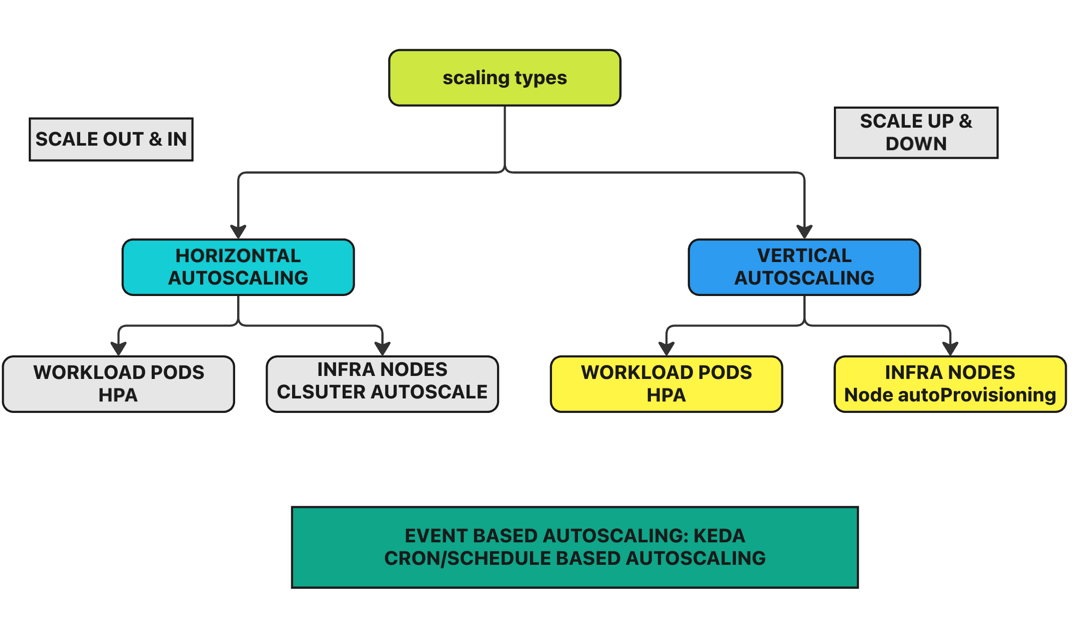 scaling types
SCALE OUT & IN
SCALE UP &
DOWN
HORIZONTAL
AUTOSCALING
VERTICAL
AUTOSCALING
WORKLOAD PODS
HPA
INFRA NODES
CLSUTER AUTOSCALE
WORKLOAD PODS
HPA
INFRA NODES
Node autoProvisioning
EVENT BASED AUTOSCALING: KEDA
CRON/SCHEDULE BASED AUTOSCALING